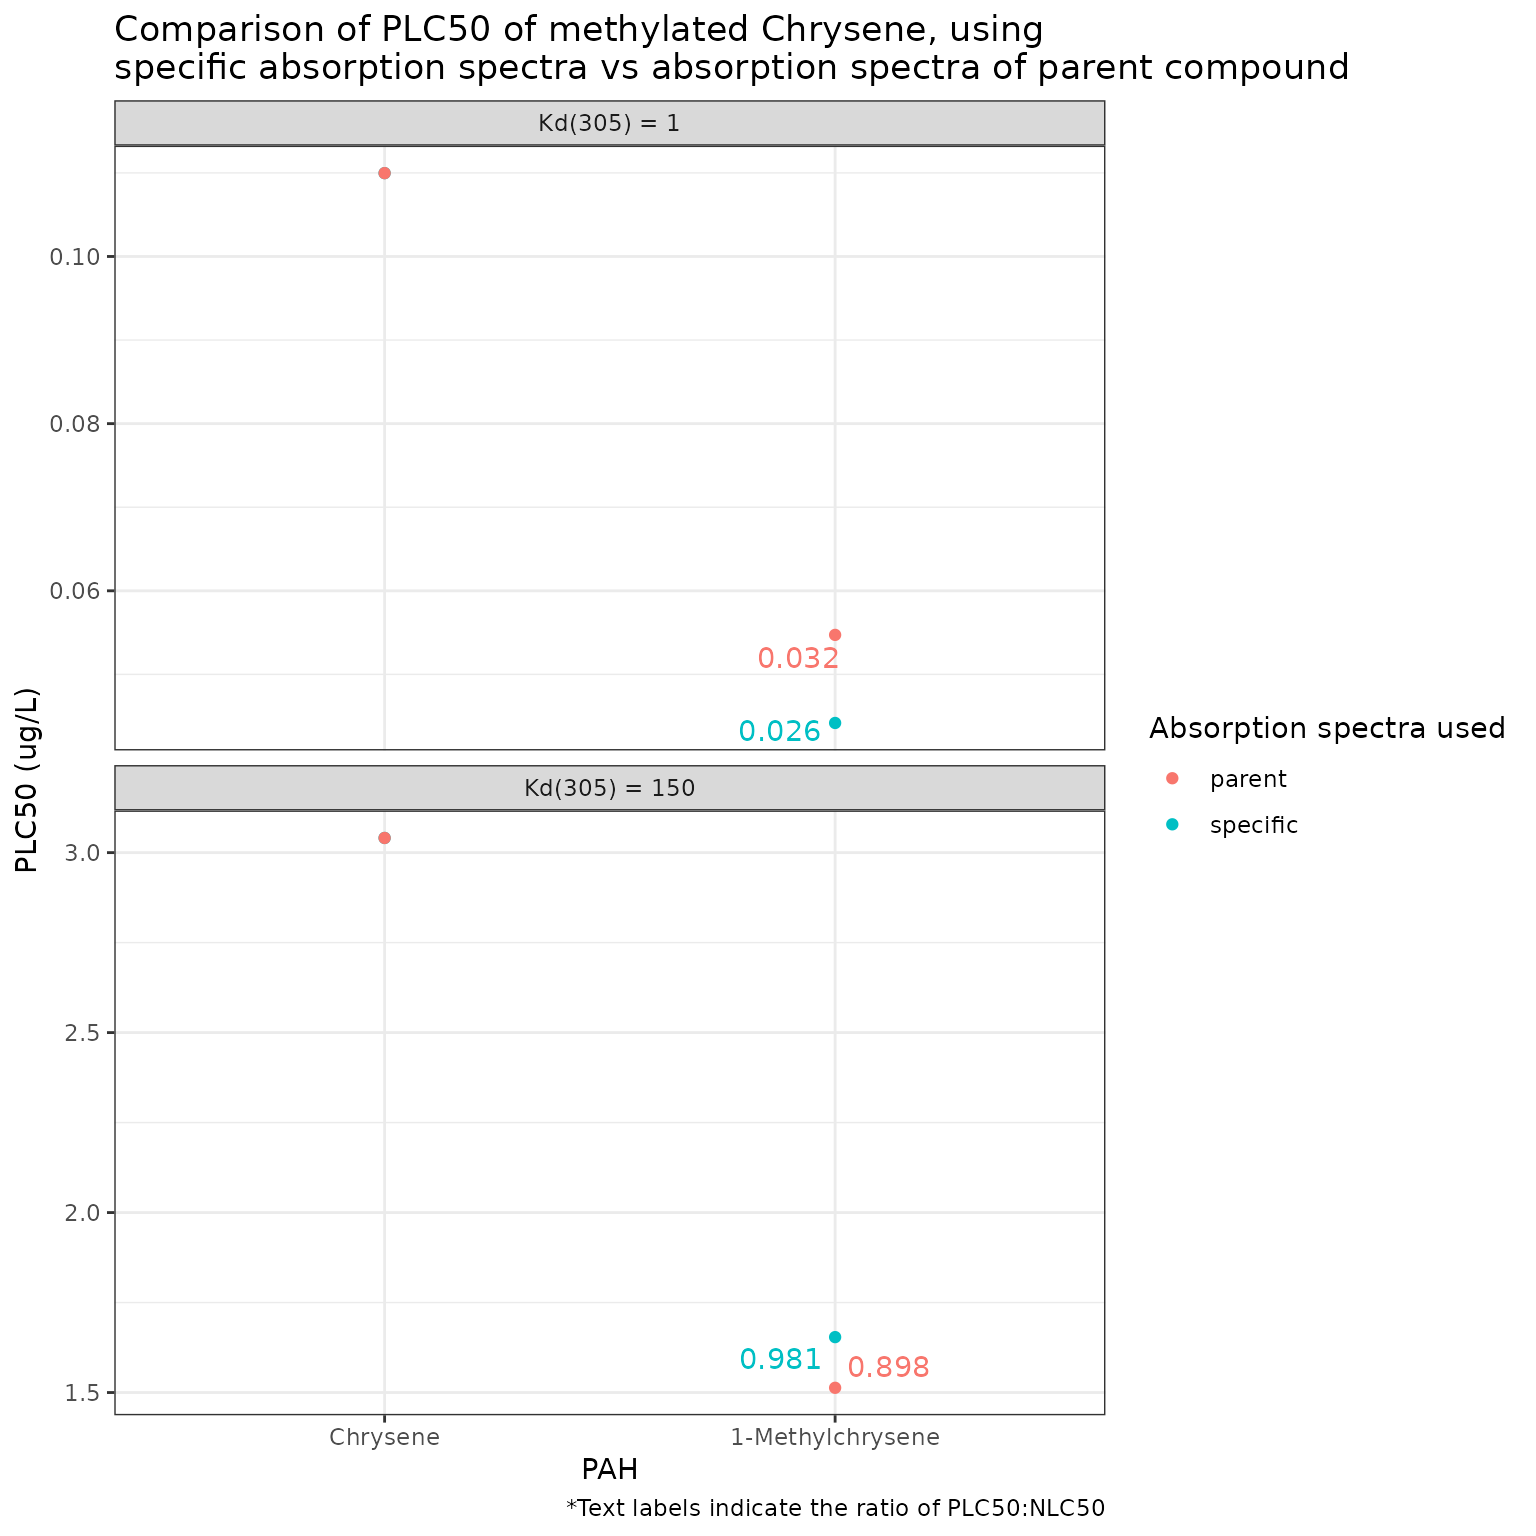 Comparison of PLC50 of methylated Chrysene, using
specific absorption spectra vs absorption spectra of parent compound
Kd(305) = 1
0.10
0.08
0.06
0.032
0.026
PLC50 (ug/L)
Absorption spectra used
parent
specific
Kd(305) = 150
3.0
2.5
2.0
1.5
0.981
0.898
Chrysene
1-Methylchrysene
PAH
*Text labels indicate the ratio of PLC50:NLC50